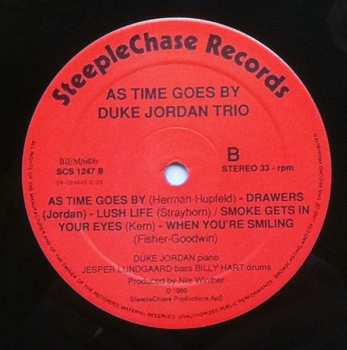 SteepleChase Records
AS TIME GOES BY
DUKE JORDAN TRIO
SCS 1247 B
B
STEREO 33 - rpm
AS TIME GOES BY (Herman-Hupfeld) - DRAWERS
(Jordan) - LUSH LIFE (Strayhorn) / SMOKE GETS IN
YOUR EYES (Kern) - WHEN YOU'RE SMILING
(Fisher-Goodwin)
DUKE JORDAN piano
JESPER LUNDGAARD bass BILLY HART drums
Produced by Nils Winther
SteepleChase Productions ApS